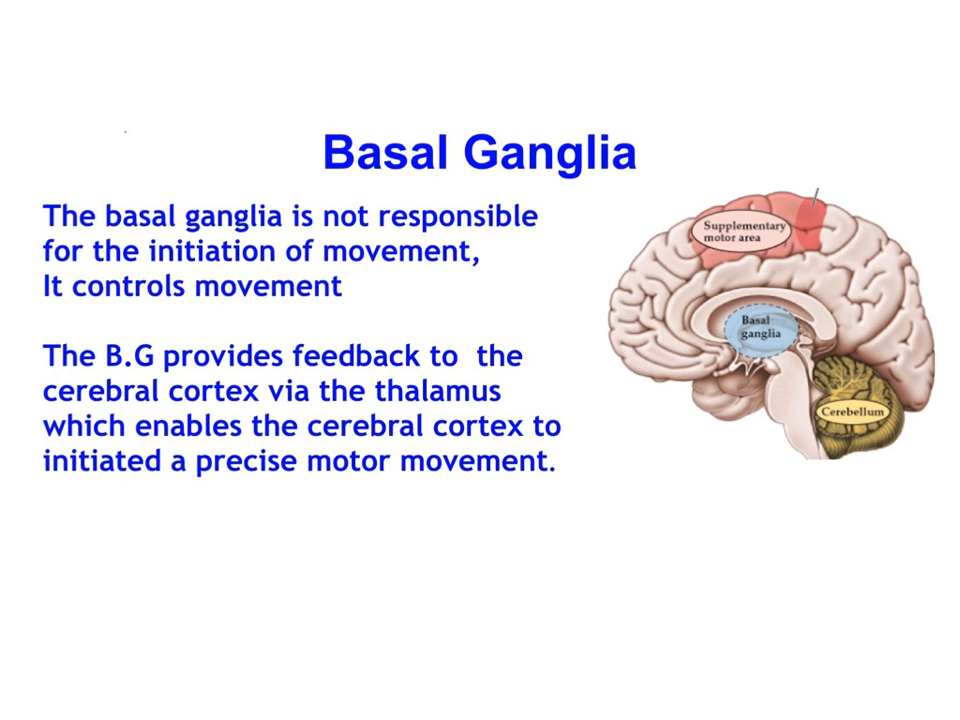 Basal Ganglia
The basal ganglia is not responsible
for the initiation of movement,
It controls movement
The B.G provides feedback to the
cerebral cortex via the thalamus
which enables the cerebral cortex to
initiated a precise motor movement.
Supplementary
motor area
Basal
ganglia
Cerebellum